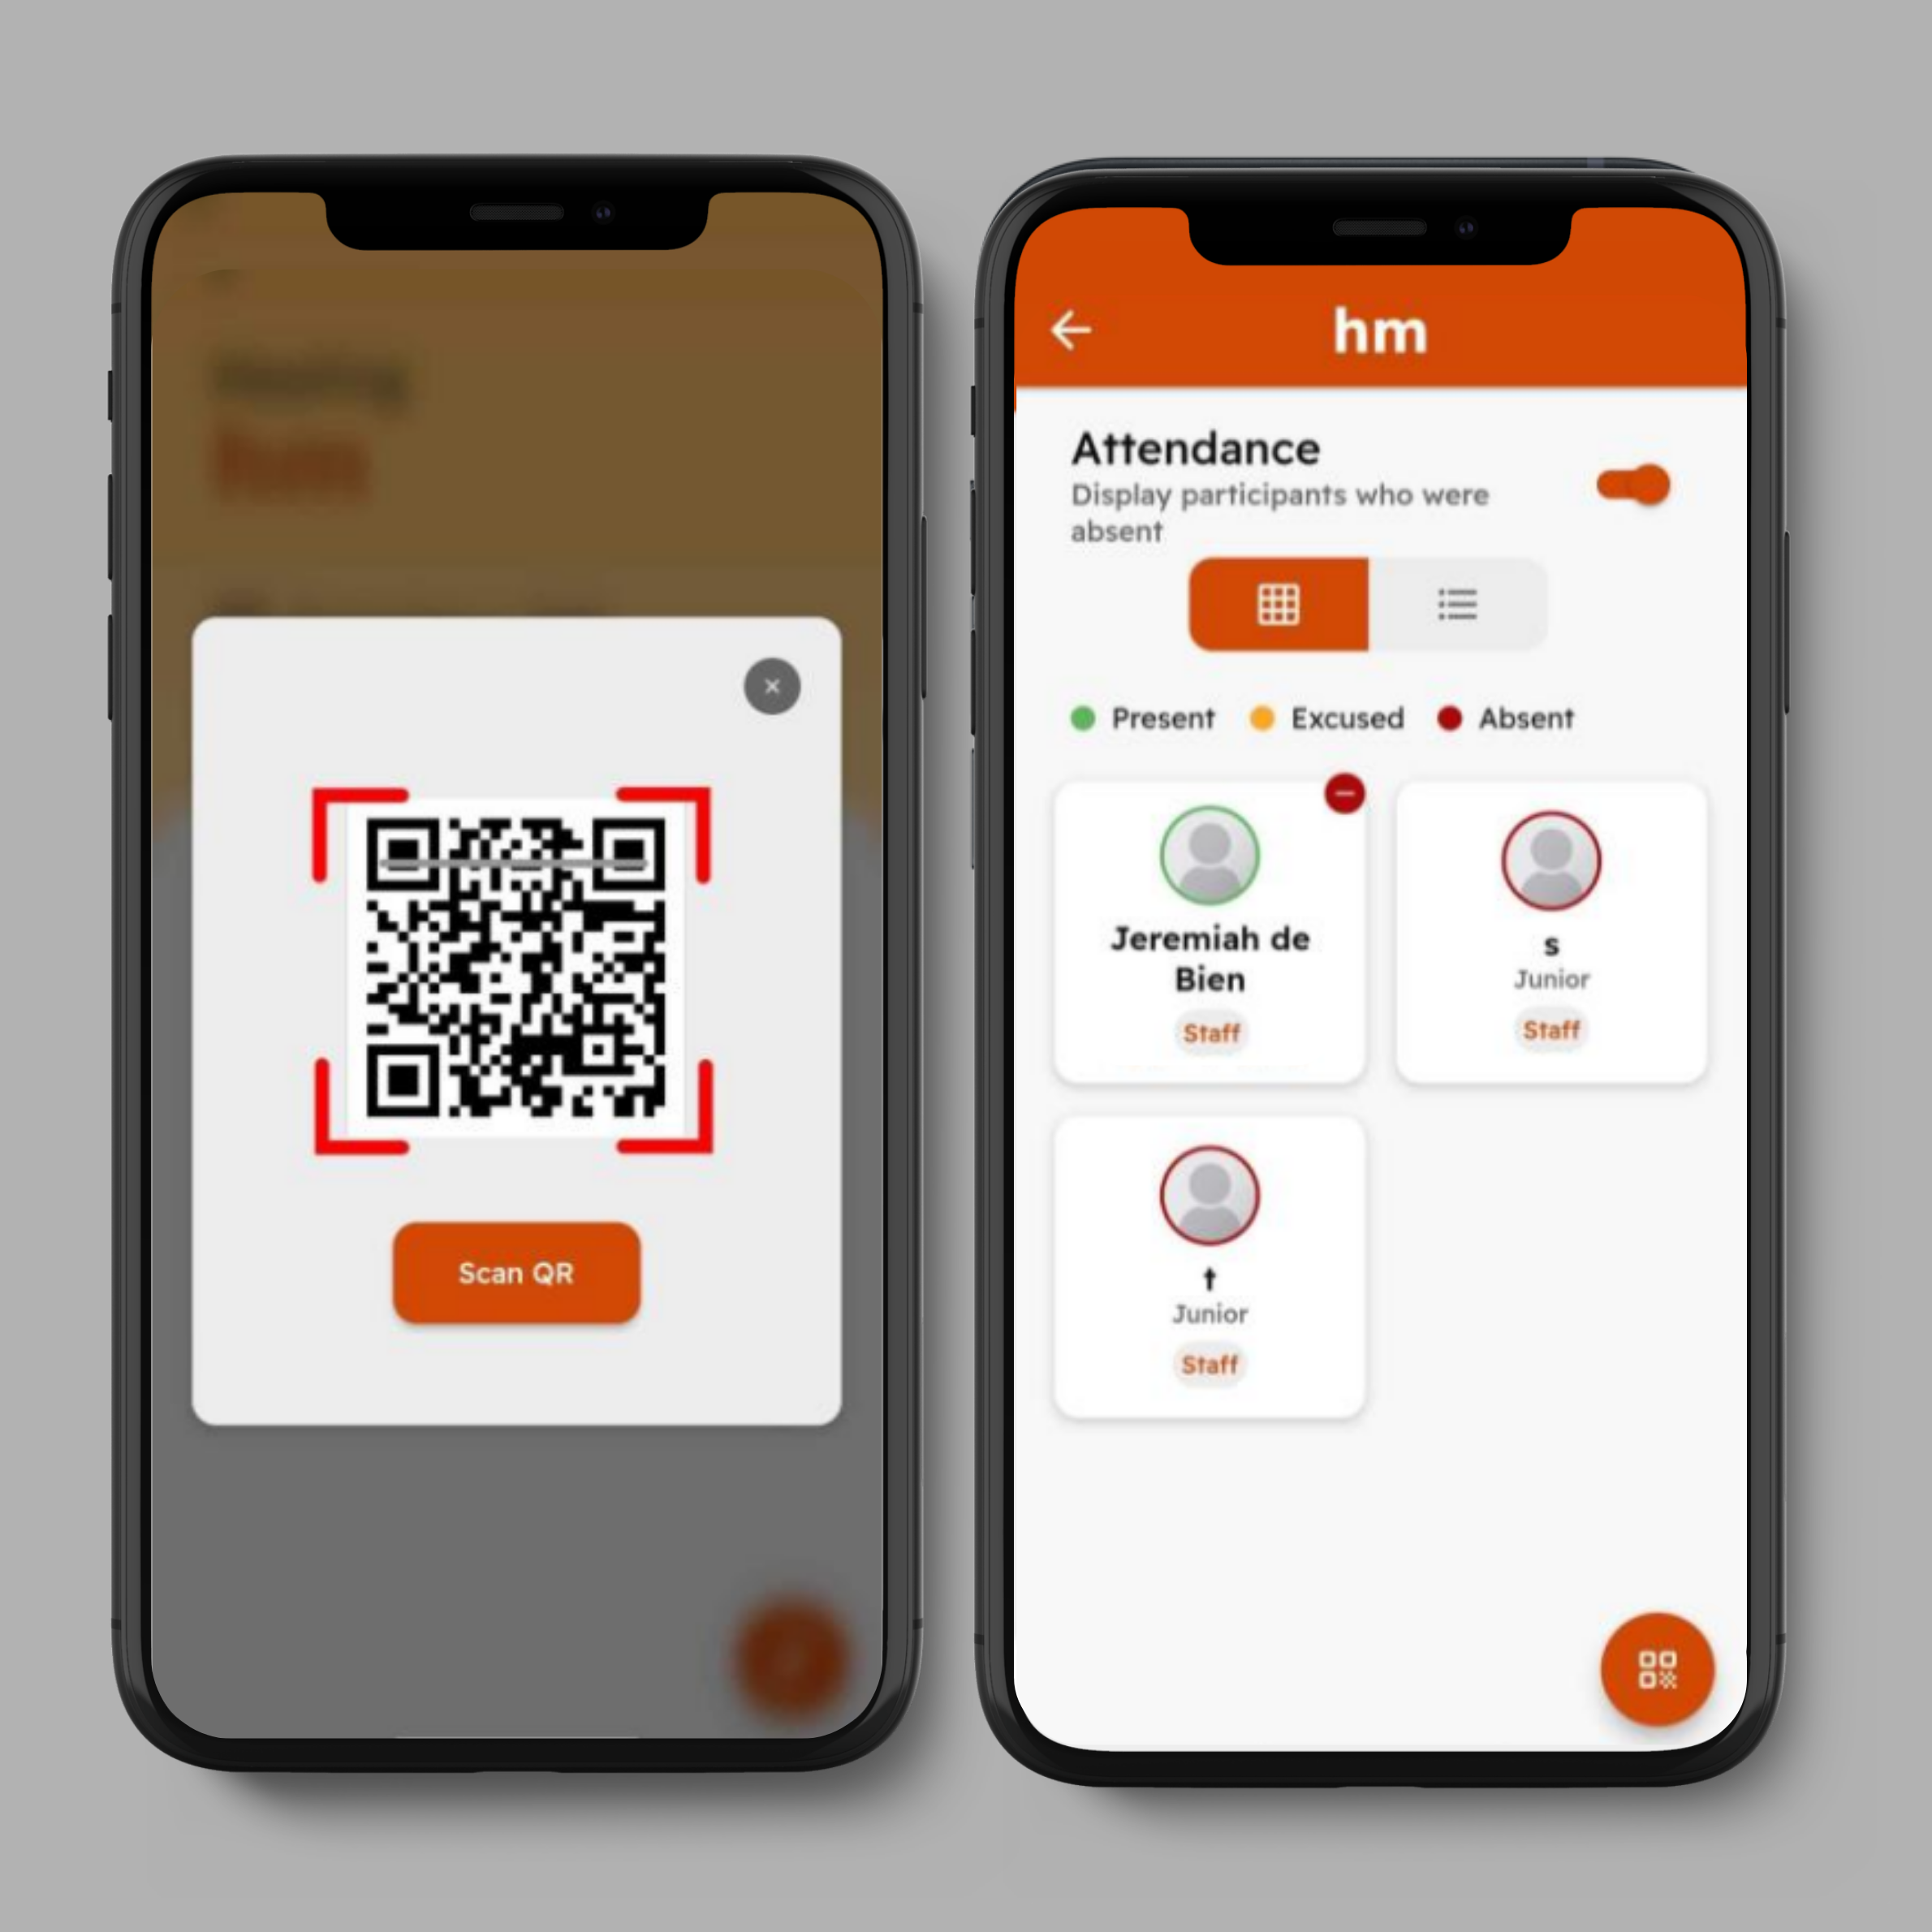 Scan QR
hm
Attendance
Display participants who were
absent
Present
Excused
Absent
Jeremiah de
Bien
Staff
s
Junior
Staff
t
Junior
Staff